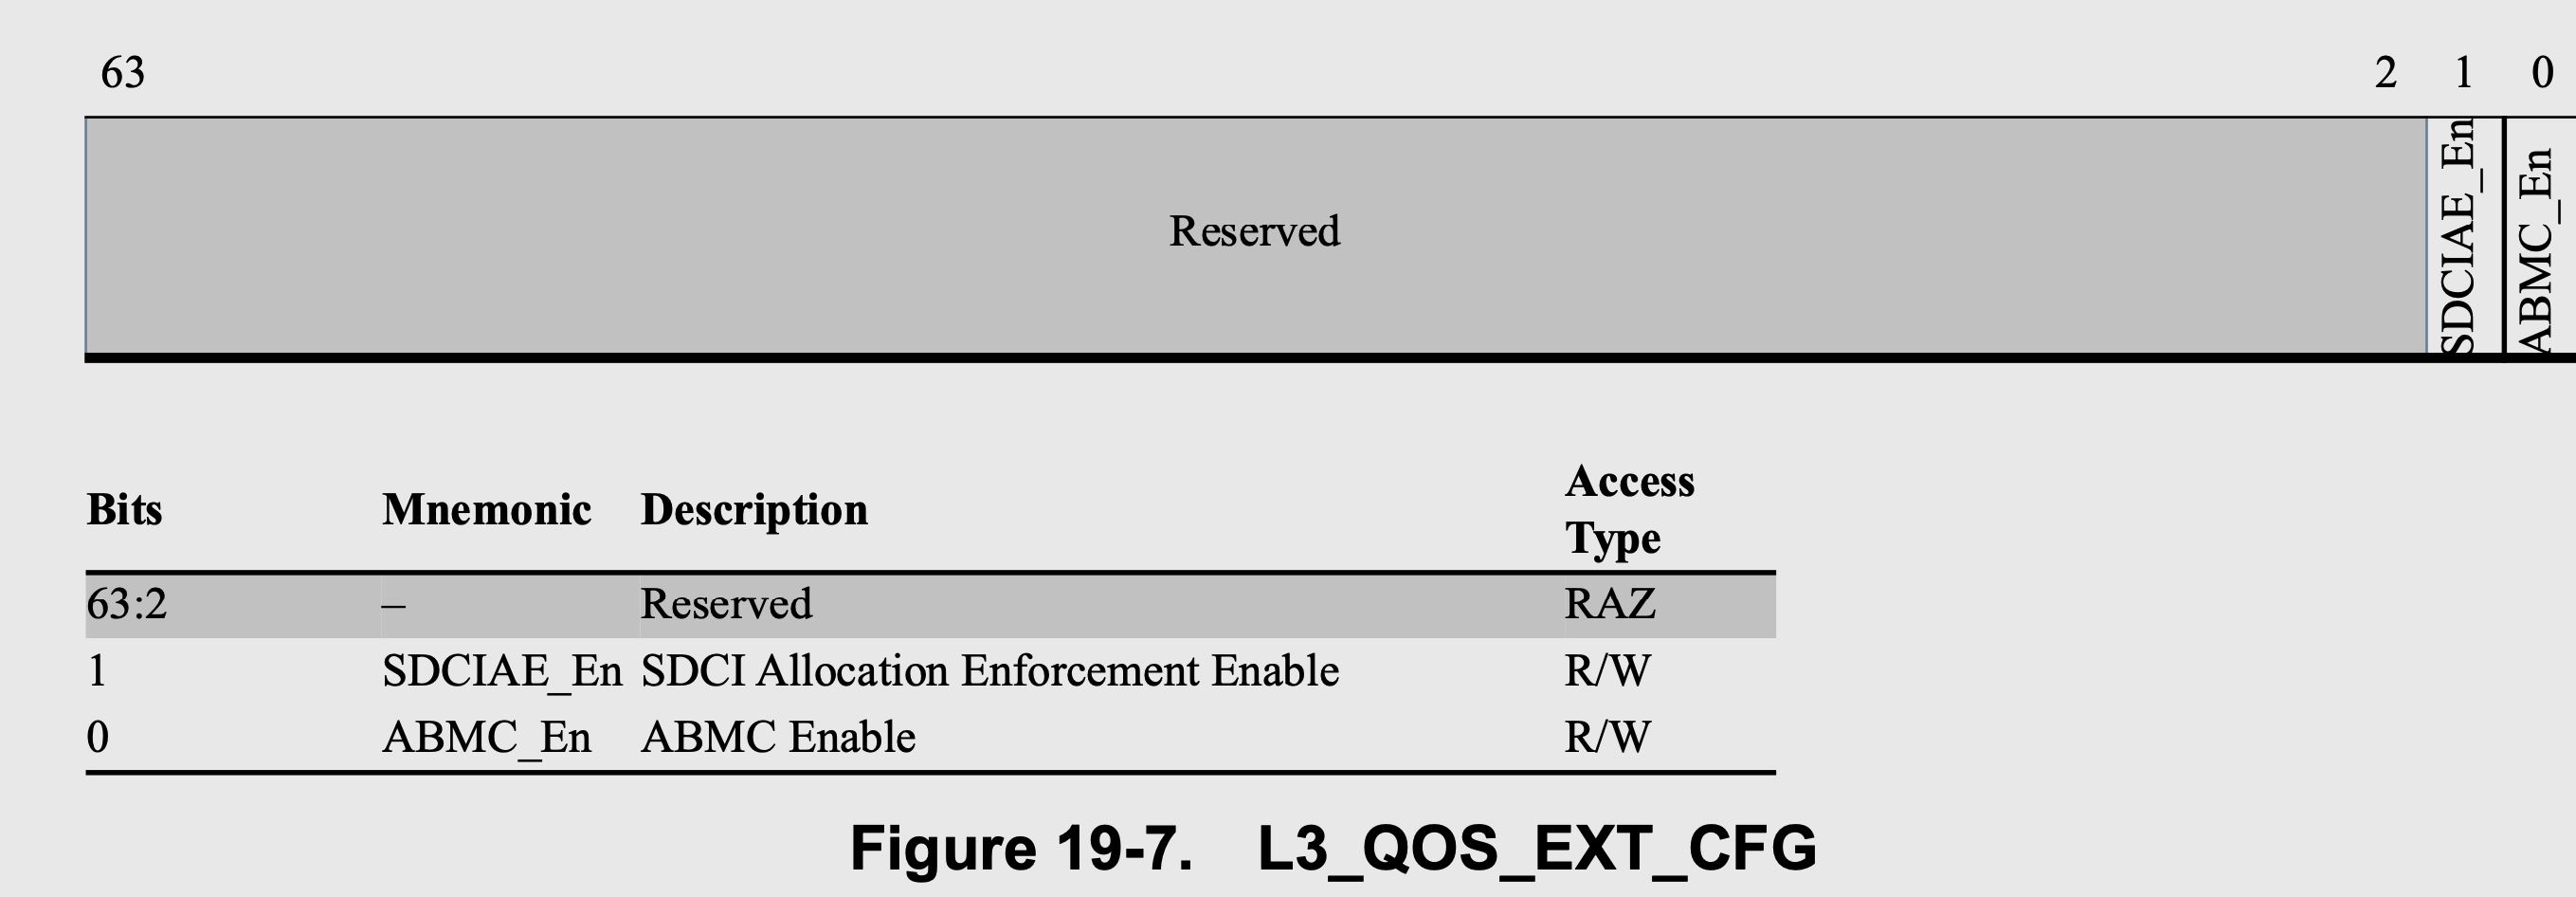 63 2 1 0
Reserved
SDCIAE_En
ABMC_En
Bits Mnemonic Description Access Type
63:2 – Reserved RAZ
1 SDCIAE_En SDCI Allocation Enforcement Enable R/W
0 ABMC_En ABMC Enable R/W
Figure 19-7. L3_QOS_EXT_CFG